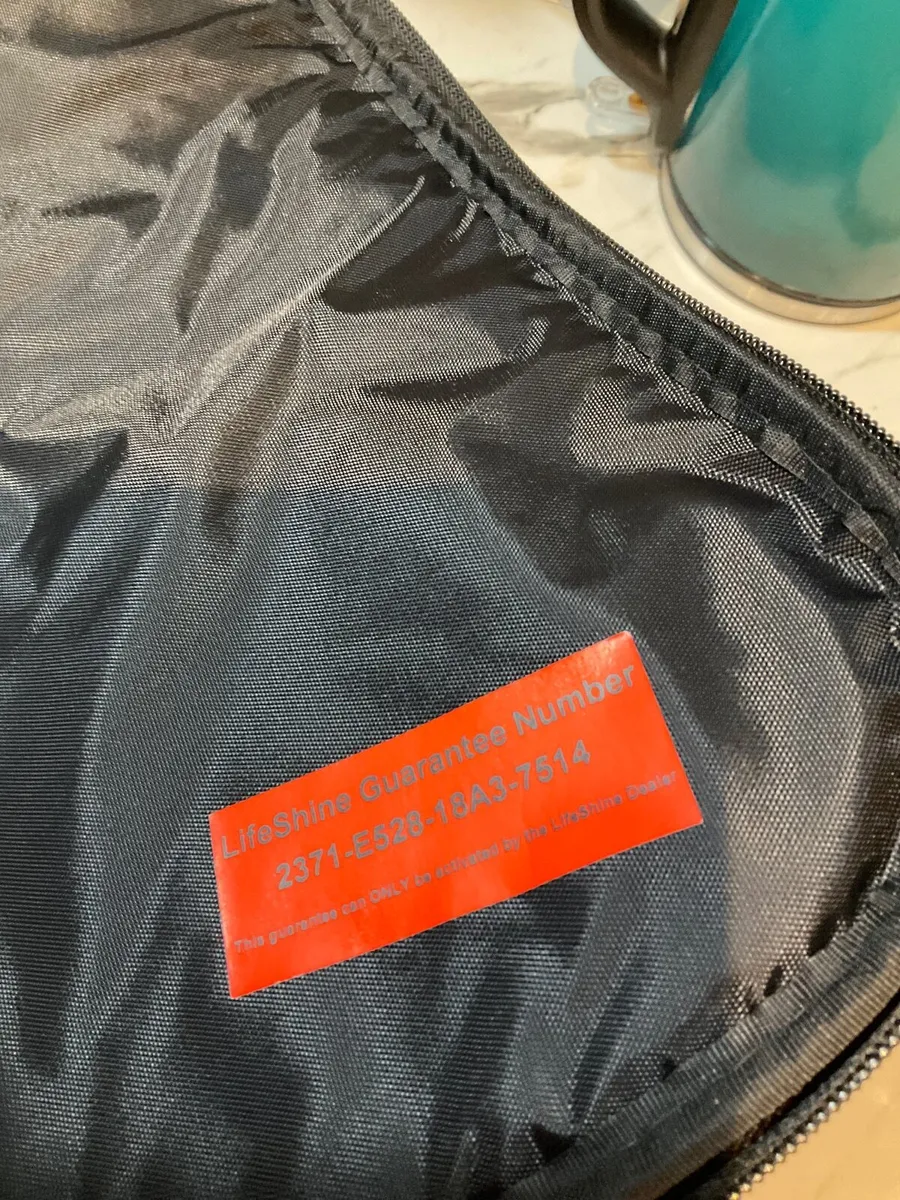 LifeShine Guarantee Number
2371-E528-18A3-7514
This guarantee can ONLY be activated by the LifeShine Dealer